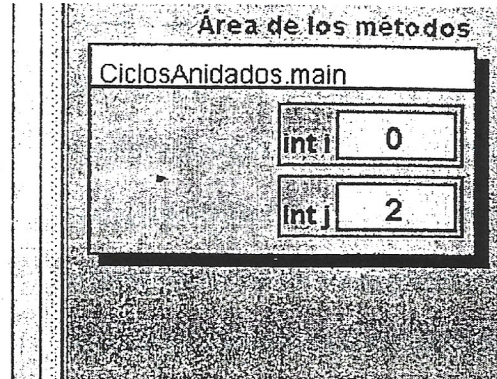 Área de los métodos
CiclosAnidados.main
int i 0
int j 2